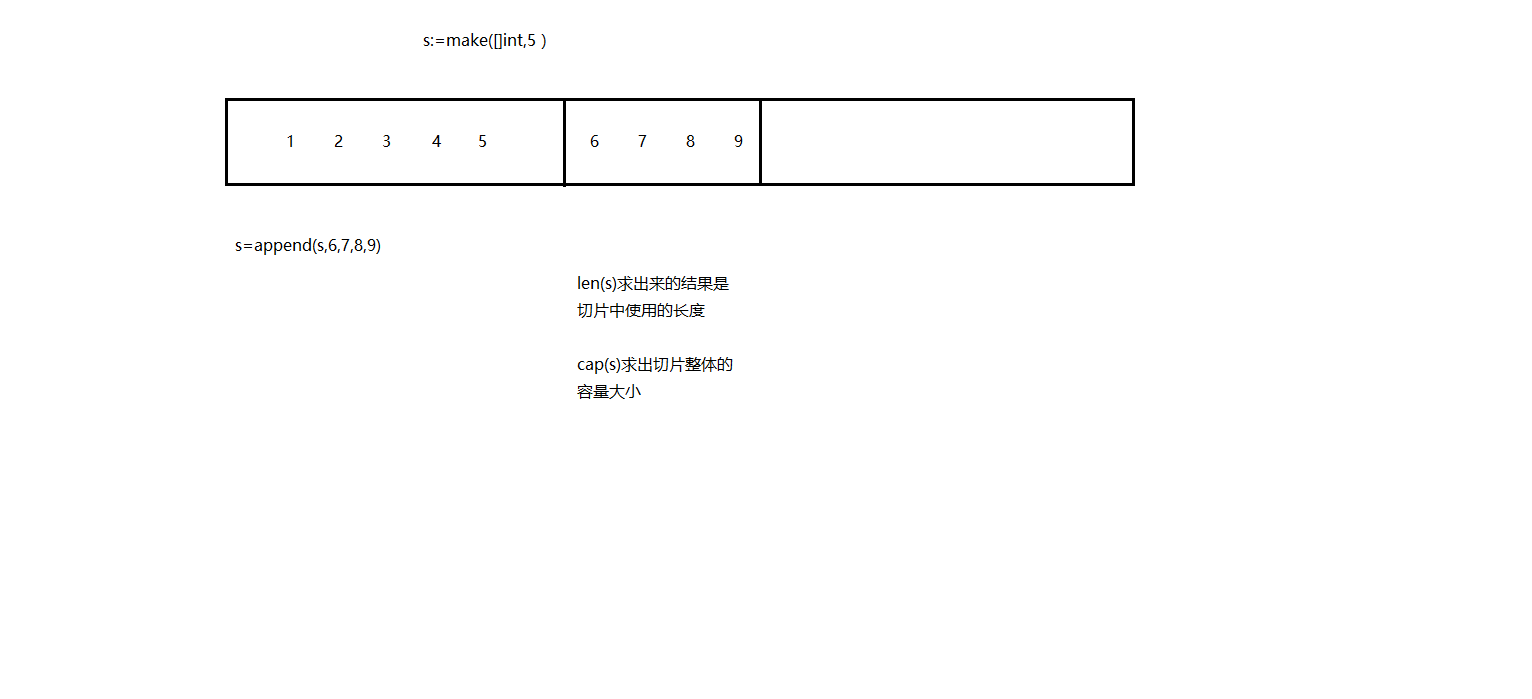 s:=make([]int,5 )
1 2 3 4 5 6 7 8 9
s=append(s,6,7,8,9)
len(s)求出来的结果是
切片中使用的长度
cap(s)求出切片整体的
容量大小